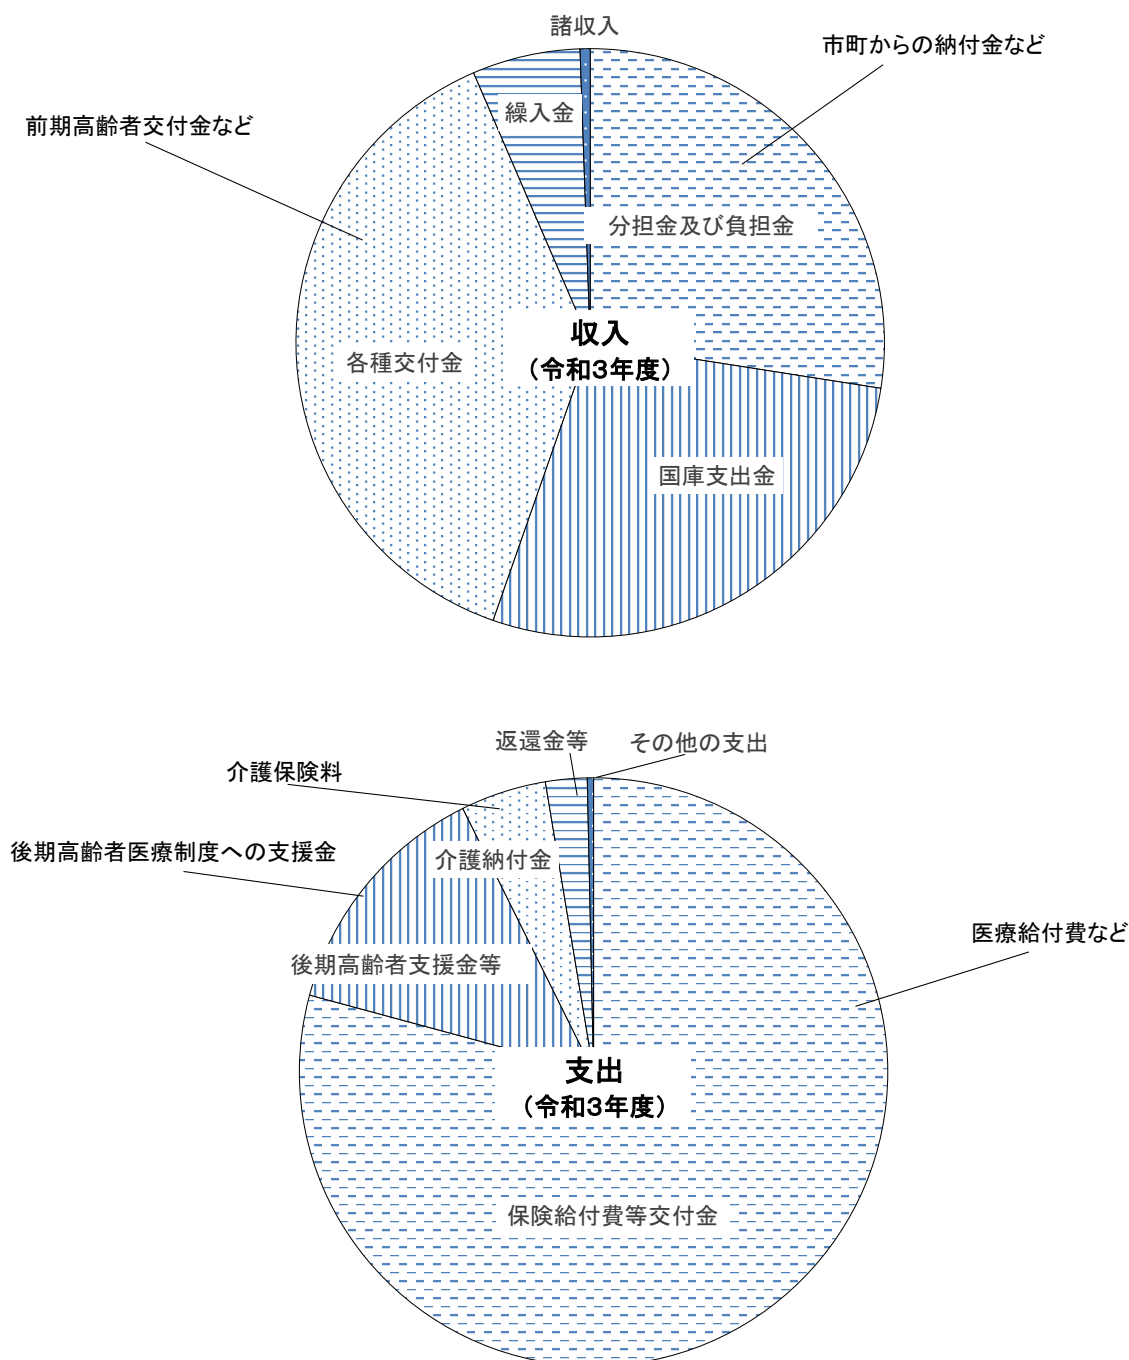 諸収入
市町からの納付金など
繰入金
前期高齢者交付金など
分担金及び負担金
収入
（令和3年度）
各種交付金
国庫支出金
返還金等
その他の支出
介護保険料
後期高齢者医療制度への支援金
介護納付金
医療給付費など
後期高齢者支援金等
支出
（令和3年度）
保険給付費等交付金